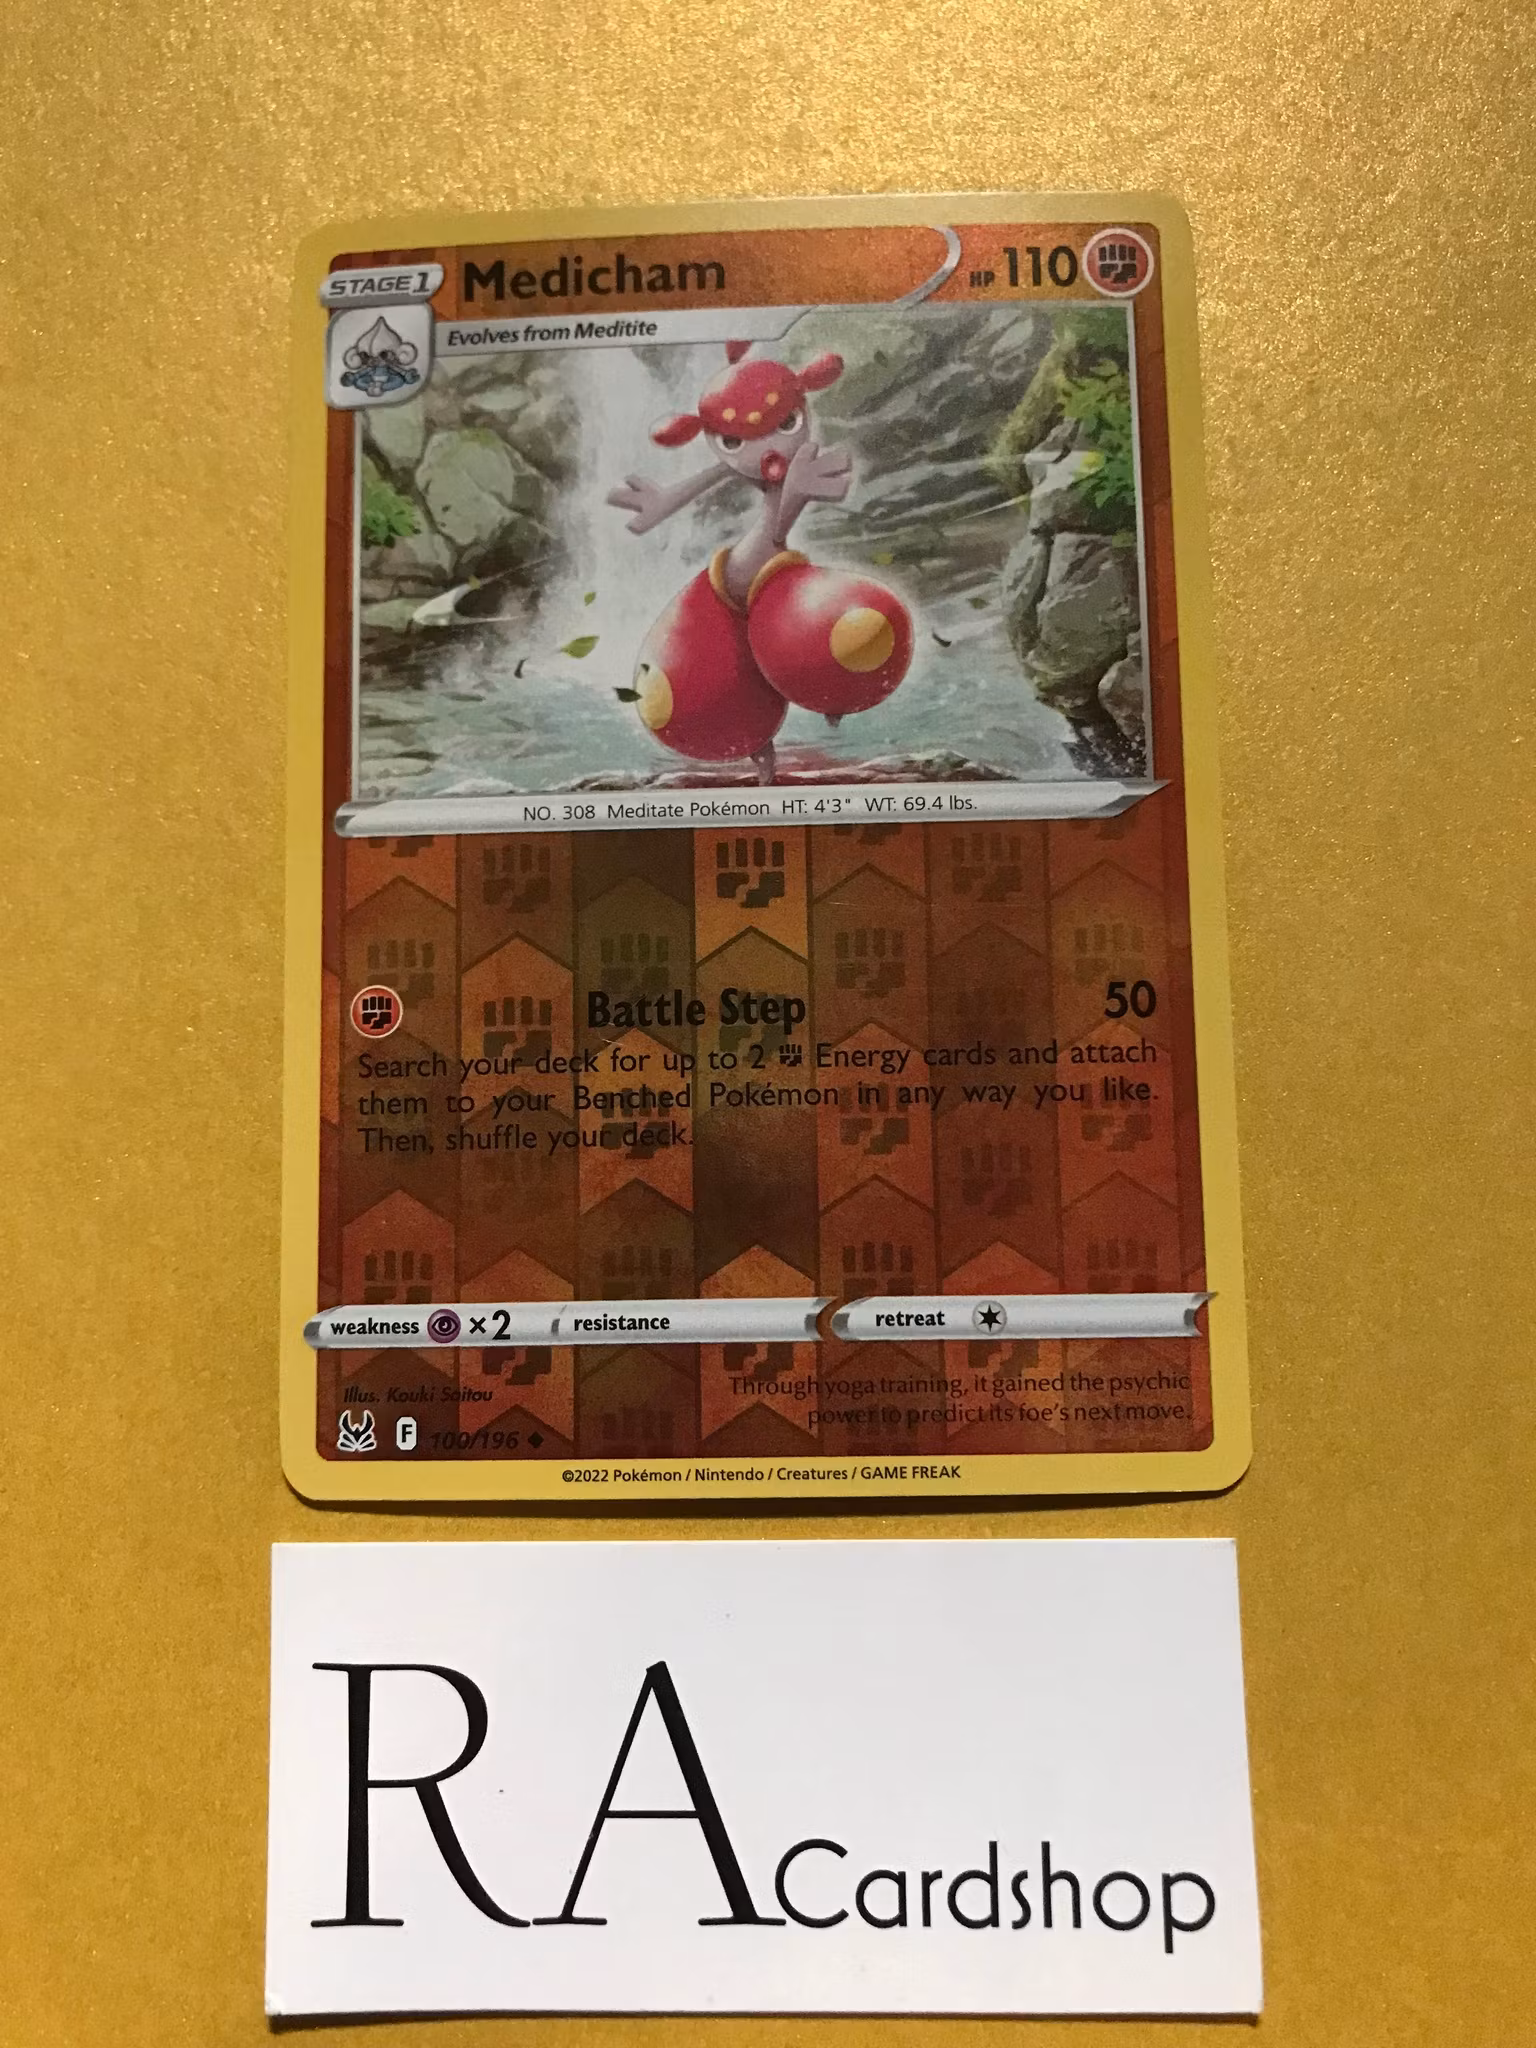 STAGE 1
Medicham
HP 110
Evolves from Meditite
NO. 308 Meditate Pokémon HT: 4'3" WT: 69.4 lbs.
Battle Step 50
Search your deck for up to 2 Energy cards and attach
them to your Benched Pokémon in any way you like.
Then, shuffle your deck.
weakness ×2 resistance retreat
Illus. Kouki Saitou
Through yoga training, it gained the psychic
power to predict its foe's next move.
F 100/196
©2022 Pokémon / Nintendo / Creatures / GAME FREAK
RACardshop